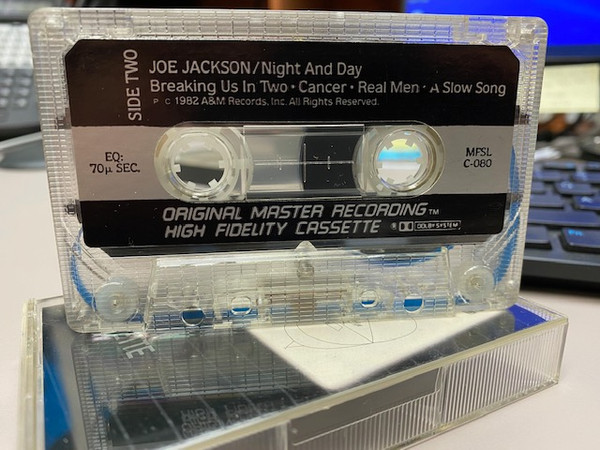 SIDE TWO
JOE JACKSON/Night And Day
Breaking Us In Two • Cancer • Real Men • A Slow Song
P C 1982 A&M Records, Inc. All Rights Reserved.
EQ:
70µ SEC.
MFSL
C-080
ORIGINAL MASTER RECORDING™
HIGH FIDELITY CASSETTE ® DOLBY SYSTEM